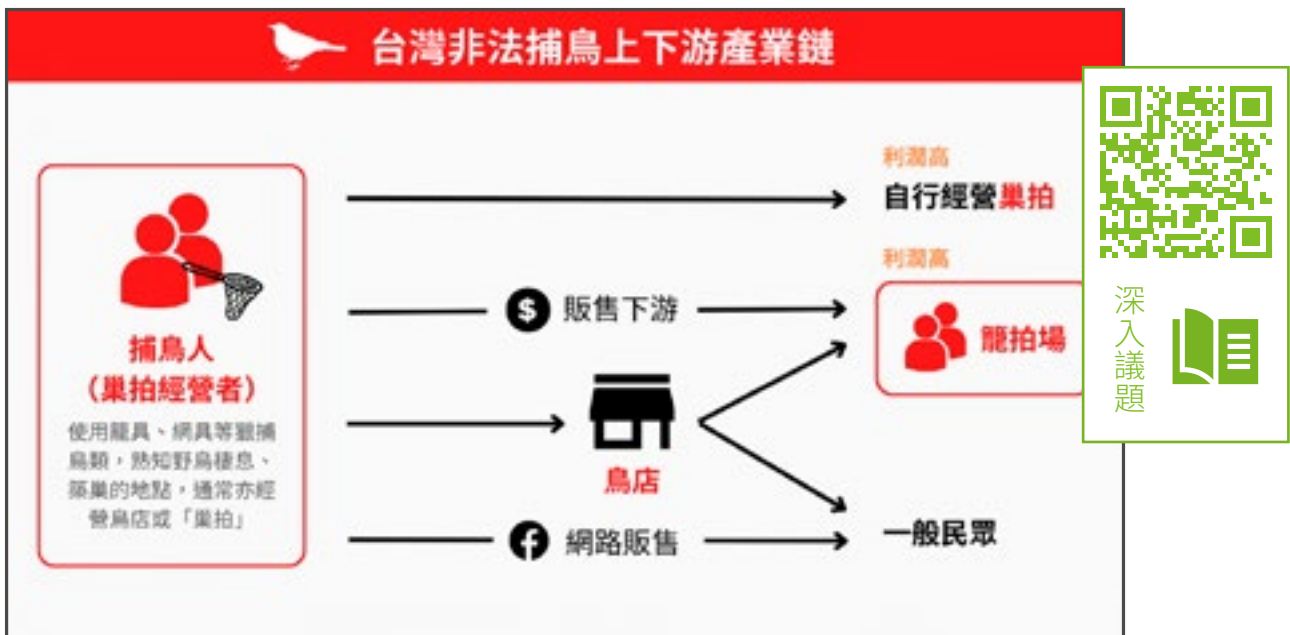 台灣非法捕鳥上下游產業鏈
捕鳥人
（巢拍經營者）
使用籠具、網具等獵捕
鳥類，熟知野鳥棲息、
築巢的地點，通常亦經
營鳥店或「巢拍」
利潤高
自行經營巢拍
$
販售下游
利潤高
籠拍場
鳥店
f
網路販售
一般民眾
深入議題